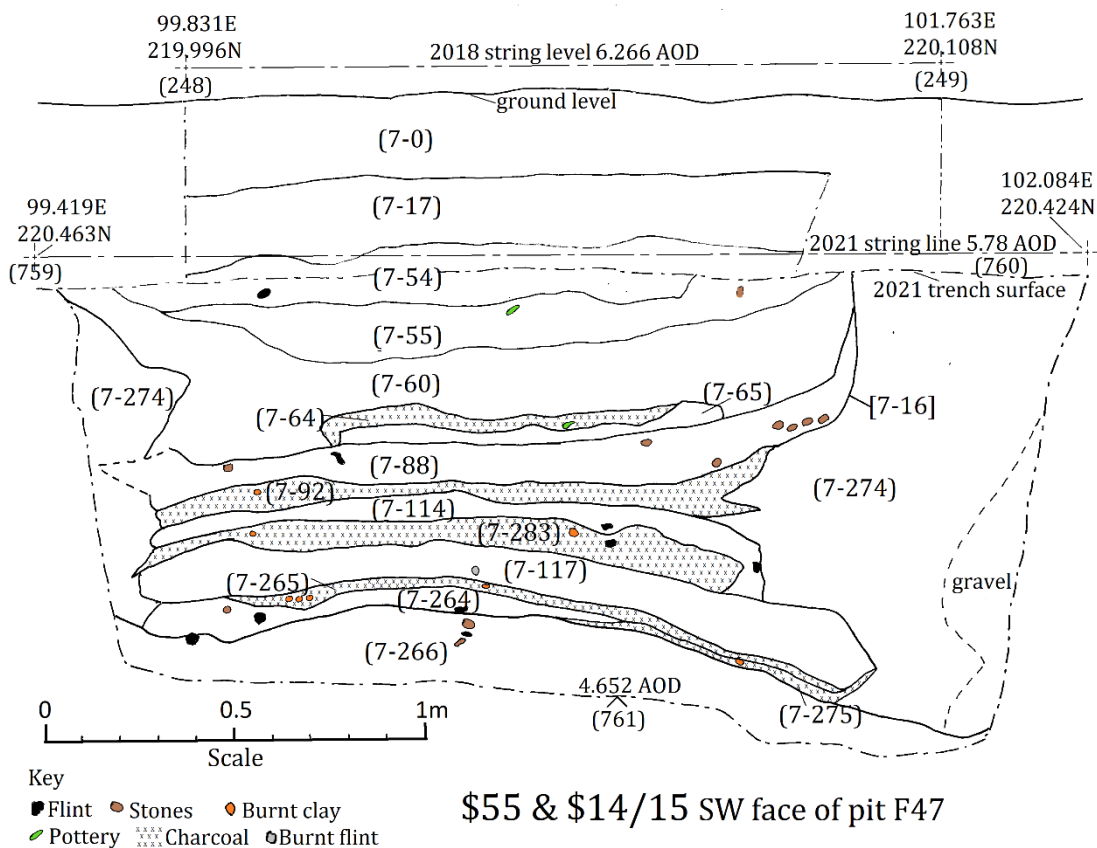 99.831E
219.996N
(248)
2018 string level 6.266 AOD
101.763E
220.108N
(249)
ground level
(7-0)
(7-17)
99.419E
220.463N
(759)
102.084E
220.424N
2021 string line 5.78 AOD
(760)
2021 trench surface
(7-54)
(7-55)
(7-60)
(7-274)
(7-64)
(7-65)
[7-16]
(7-88)
(7-92)
(7-274)
(7-114)
(7-283)
(7-117)
(7-265)
(7-264)
gravel
(7-266)
4.652 AOD
(761)
(7-275)
0 0.5 1m
Scale
Key
Flint Stones Burnt clay
Pottery Charcoal Burnt flint
$55 & $14/15 SW face of pit F47